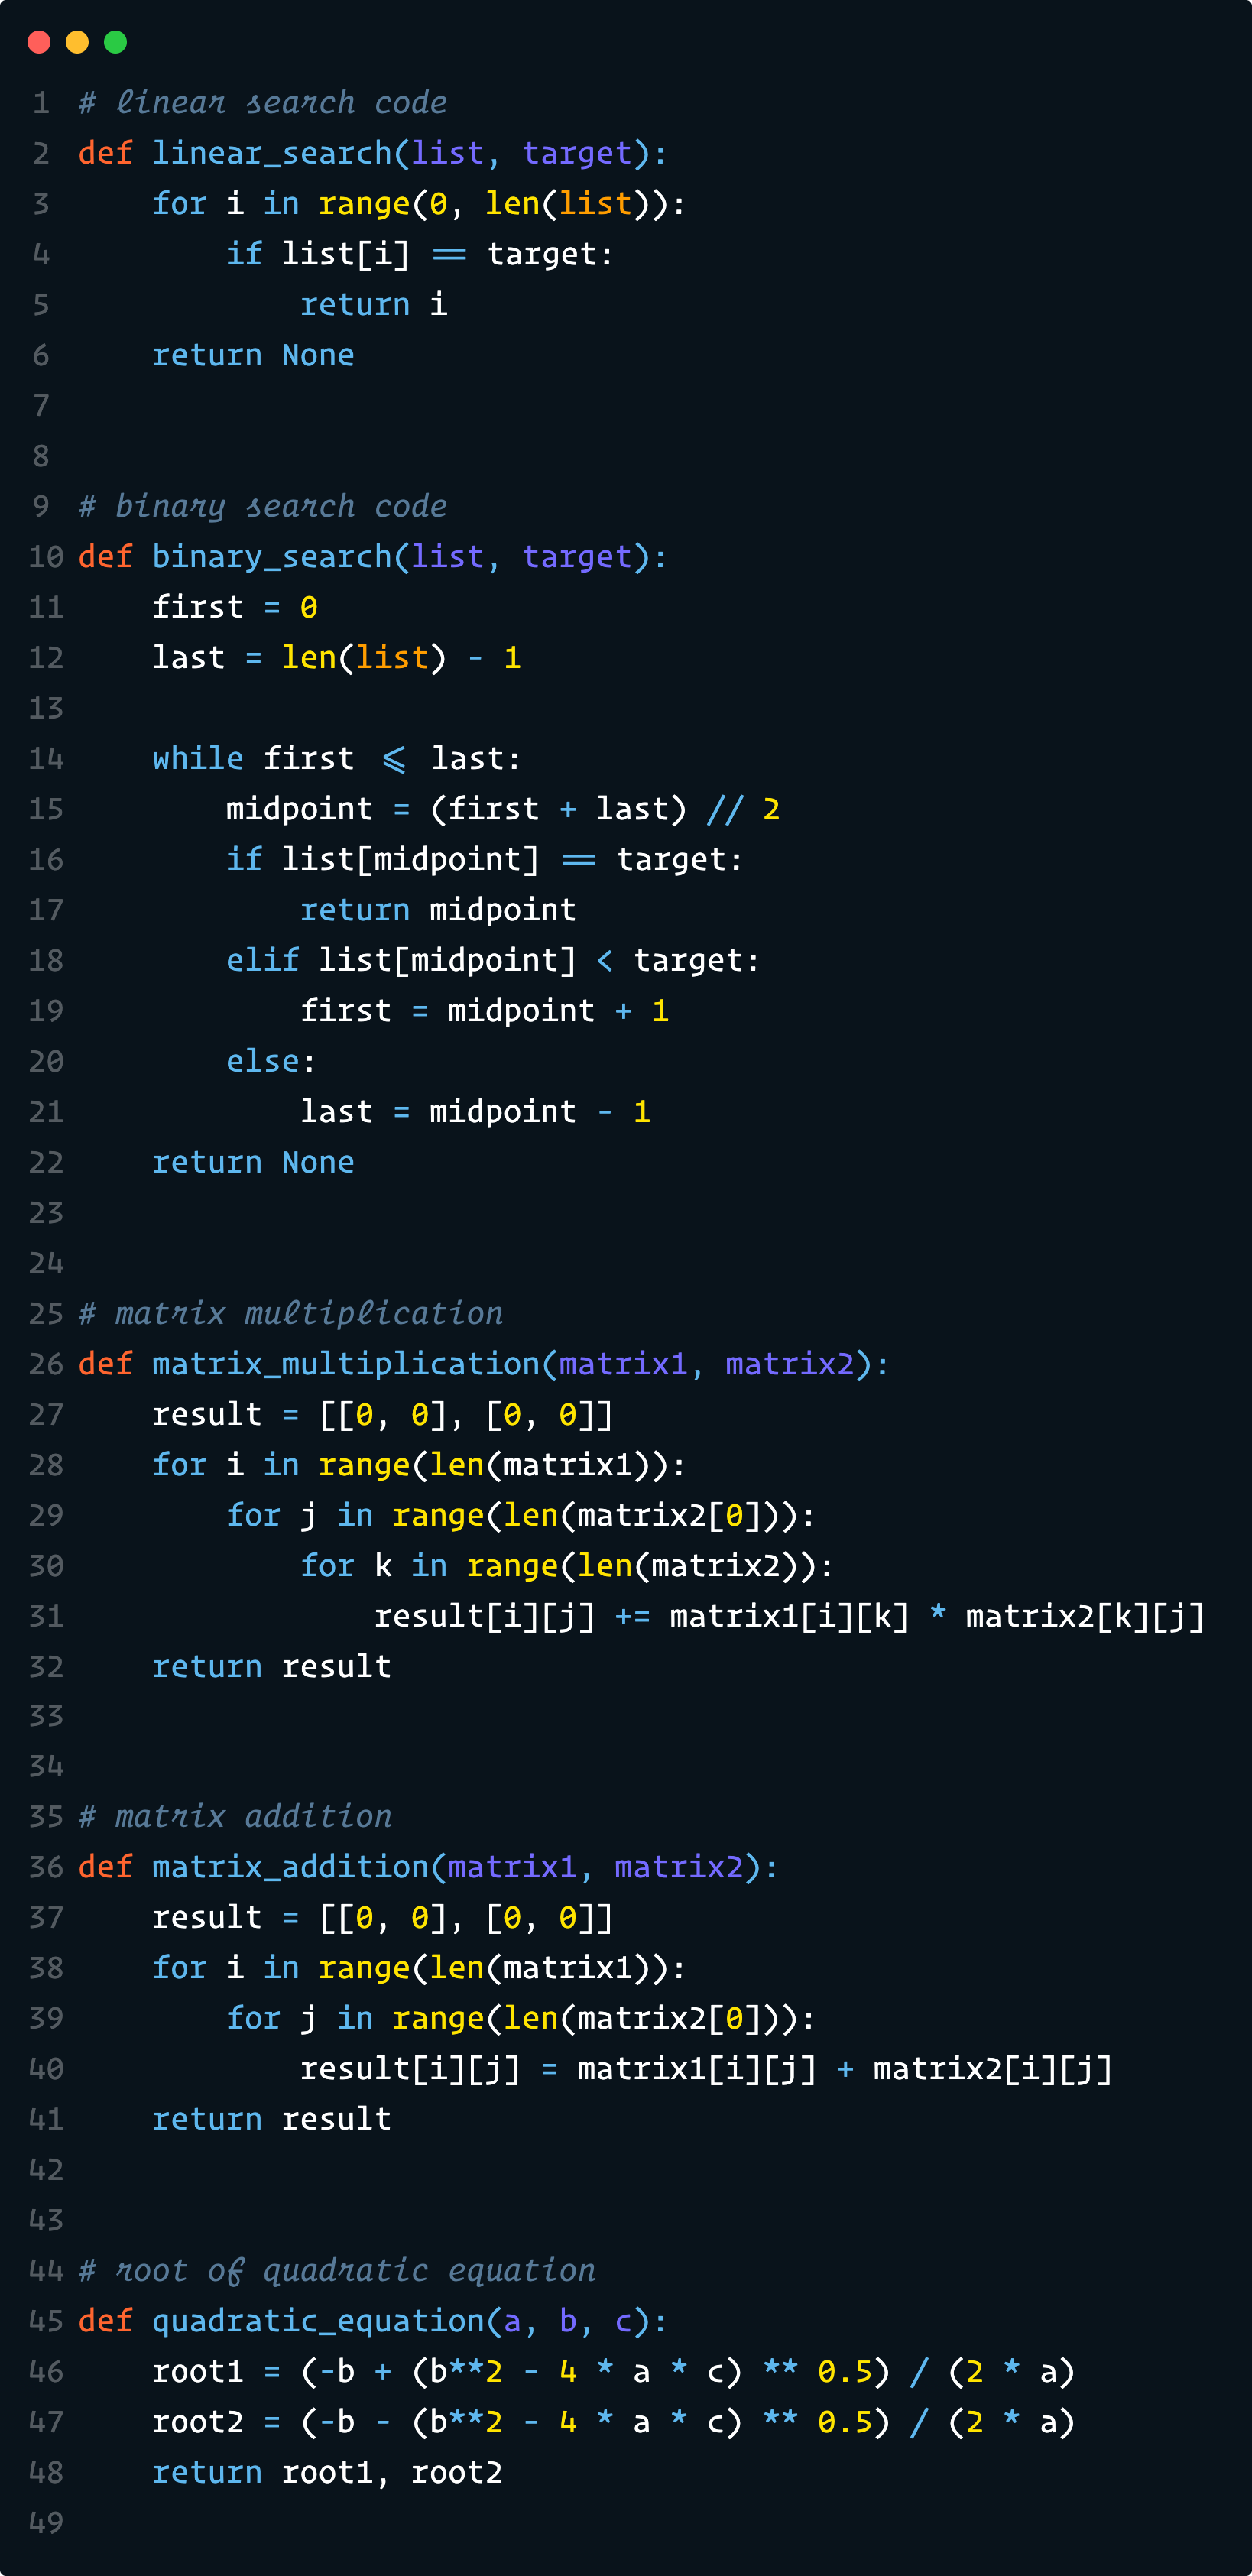 1 # linear search code
2 def linear_search(list, target):
3     for i in range(0, len(list)):
4         if list[i] == target:
5             return i
6     return None
7
8
9 # binary search code
10 def binary_search(list, target):
11     first = 0
12     last = len(list) - 1
13
14     while first <= last:
15         midpoint = (first + last) // 2
16         if list[midpoint] == target:
17             return midpoint
18         elif list[midpoint] < target:
19             first = midpoint + 1
20         else:
21             last = midpoint - 1
22     return None
23
24
25 # matrix multiplication
26 def matrix_multiplication(matrix1, matrix2):
27     result = [[0, 0], [0, 0]]
28     for i in range(len(matrix1)):
29         for j in range(len(matrix2[0])):
30             for k in range(len(matrix2)):
31                 result[i][j] += matrix1[i][k] * matrix2[k][j]
32     return result
33
34
35 # matrix addition
36 def matrix_addition(matrix1, matrix2):
37     result = [[0, 0], [0, 0]]
38     for i in range(len(matrix1)):
39         for j in range(len(matrix2[0])):
40             result[i][j] = matrix1[i][j] + matrix2[i][j]
41     return result
42
43
44 # root of quadratic equation
45 def quadratic_equation(a, b, c):
46     root1 = (-b + (b**2 - 4 * a * c) ** 0.5) / (2 * a)
47     root2 = (-b - (b**2 - 4 * a * c) ** 0.5) / (2 * a)
48     return root1, root2
49